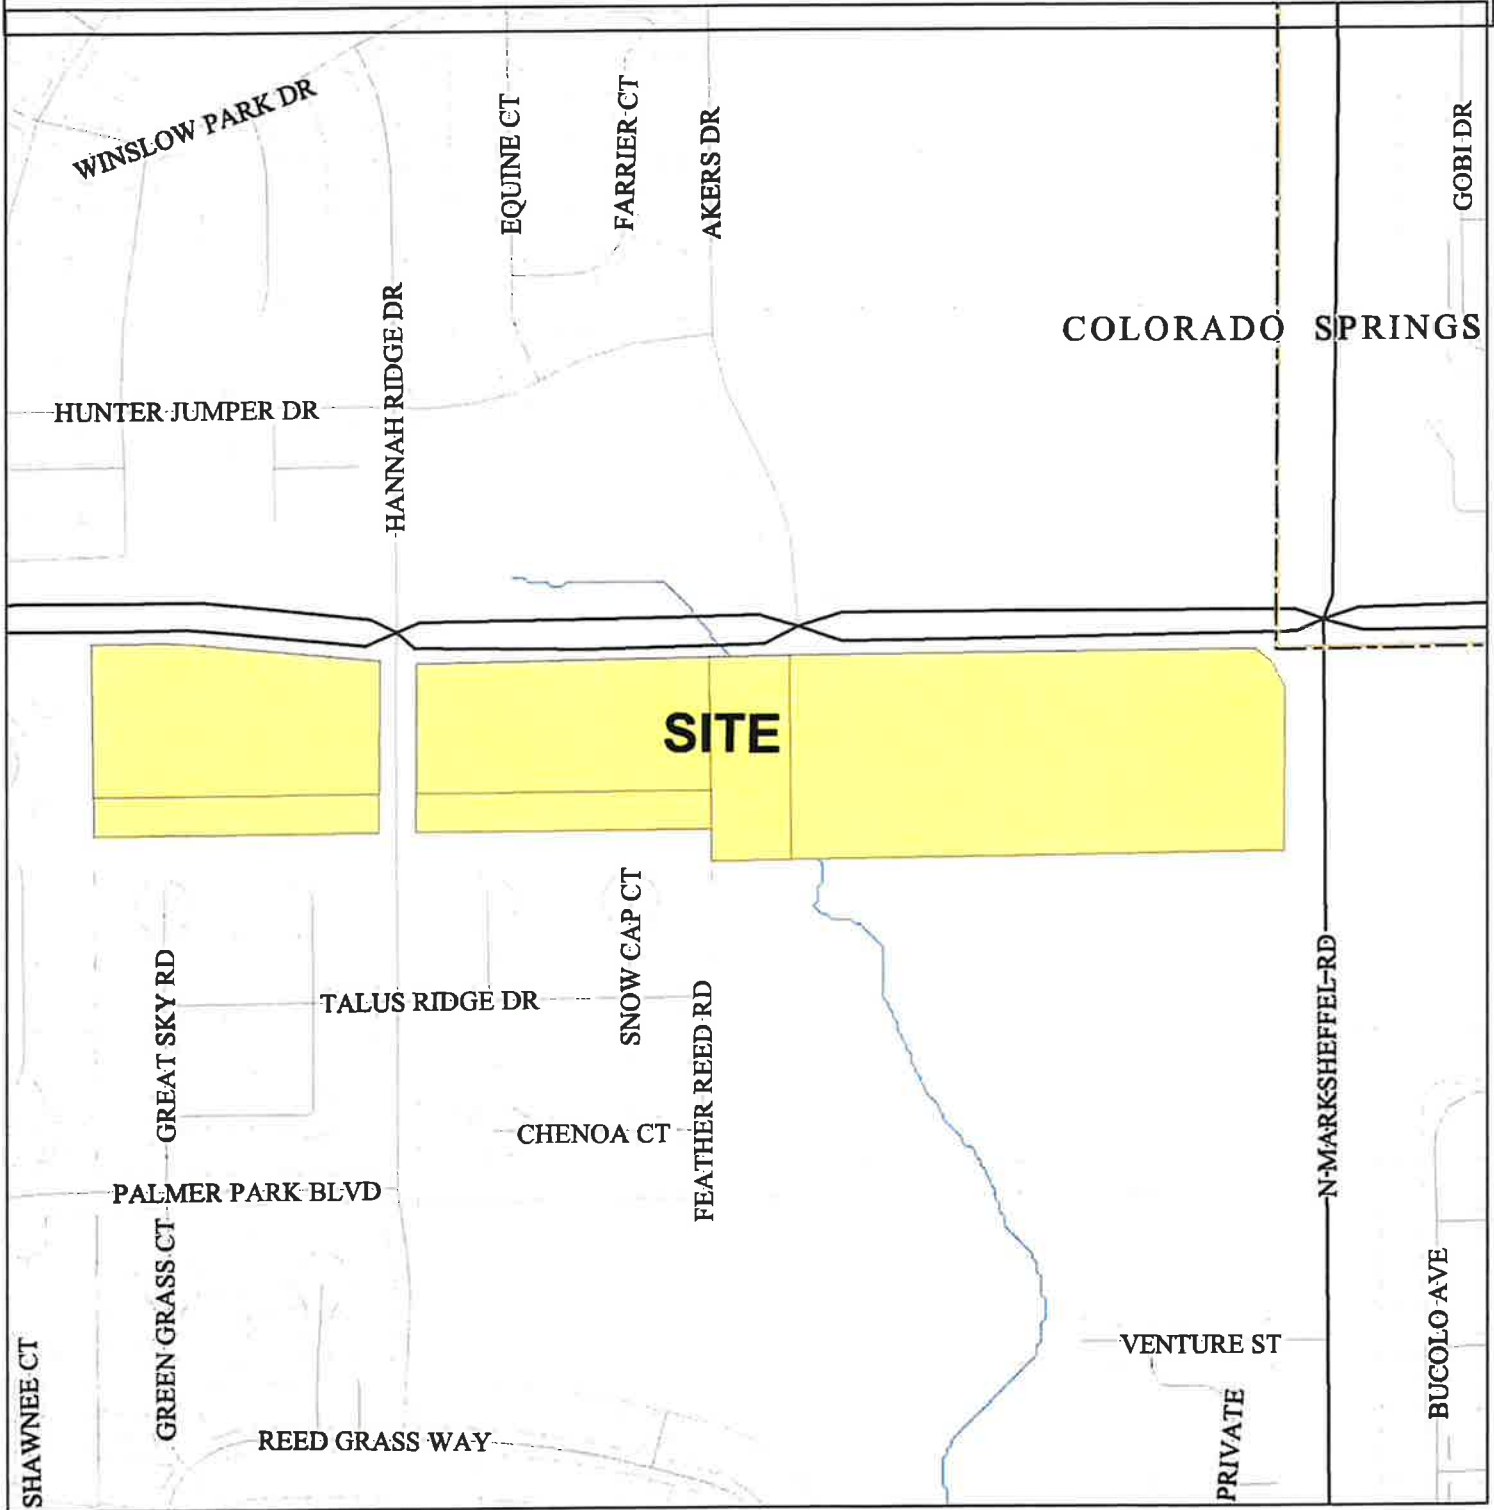 WINSLOW PARK DR
EQUINE CT
FARRIER CT
AKERS DR
GOBI DR
COLORADO SPRINGS
HANNAH RIDGE DR
HUNTER JUMPER DR
SITE
SNOW CAP CT
GREAT SKY RD
TALUS RIDGE DR
FEATHER REED RD
N MARKSHEFFEL RD
CHENOA CT
PALMER PARK BLVD
GREEN GRASS CT
SHAWNEE CT
VENTURE ST
BUCOLO AVE
REED GRASS WAY
PRIVATE